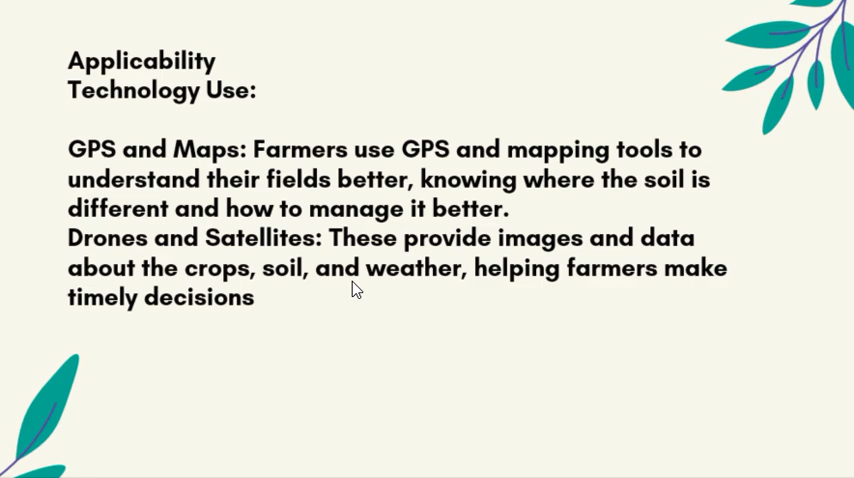 Applicability
Technology Use:
GPS and Maps: Farmers use GPS and mapping tools to
understand their fields better, knowing where the soil is
different and how to manage it better.
Drones and Satellites: These provide images and data
about the crops, soil, and weather, helping farmers make
timely decisions